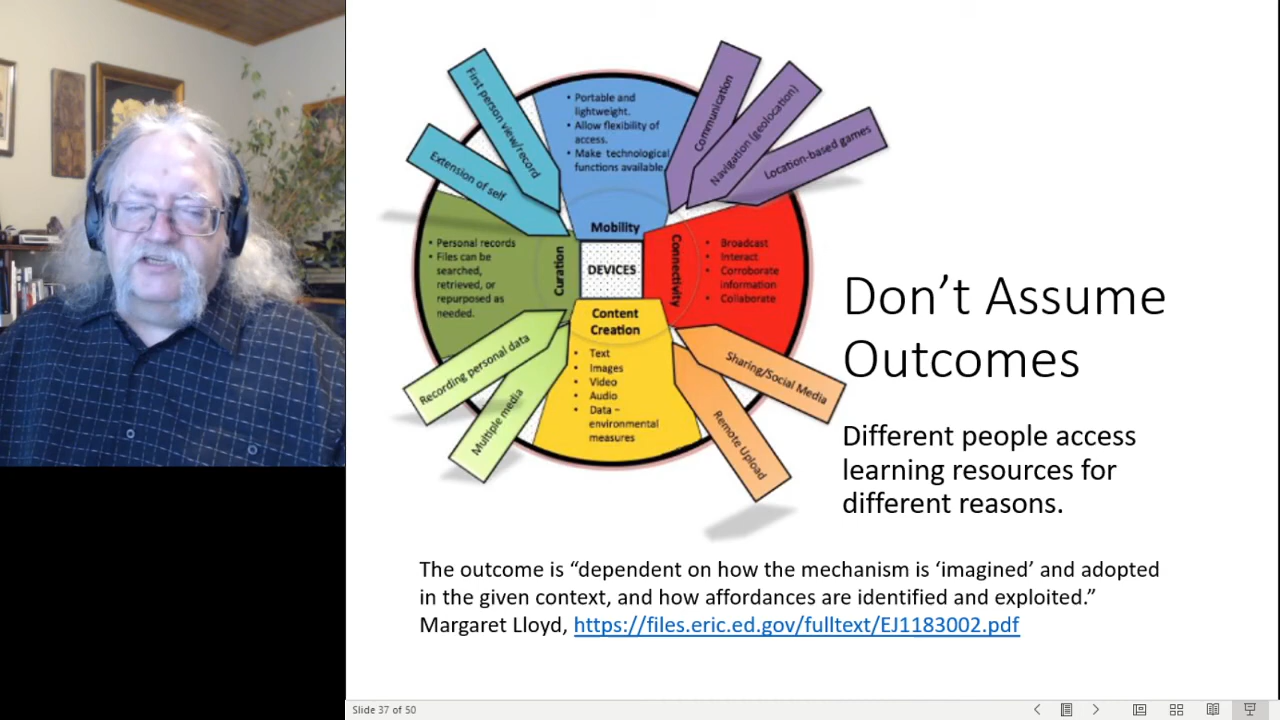 First person view/record
Extension of self
• Portable and
lightweight.
• Allow flexibility of
access.
• Make technological
functions available
Mobility
Communication
Navigation (geolocation)
Location-based games
• Personal records
• Files can be
searched,
retrieved, or
repurposed as
needed.
Curation
DEVICES
Connectivity
• Broadcast
• Interact
• Corroborate
information
• Collaborate
Content
Creation
• Text
• Images
• Video
• Audio
• Data –
environmental
measures
Recording personal data
Multiple media
Sharing/Social Media
Remote Upload
Don’t Assume
Outcomes
Different people access
learning resources for
different reasons.
The outcome is “dependent on how the mechanism is ‘imagined’ and adopted
in the given context, and how affordances are identified and exploited.”
Margaret Lloyd, https://files.eric.ed.gov/fulltext/EJ1183002.pdf
Slide 37 of 50